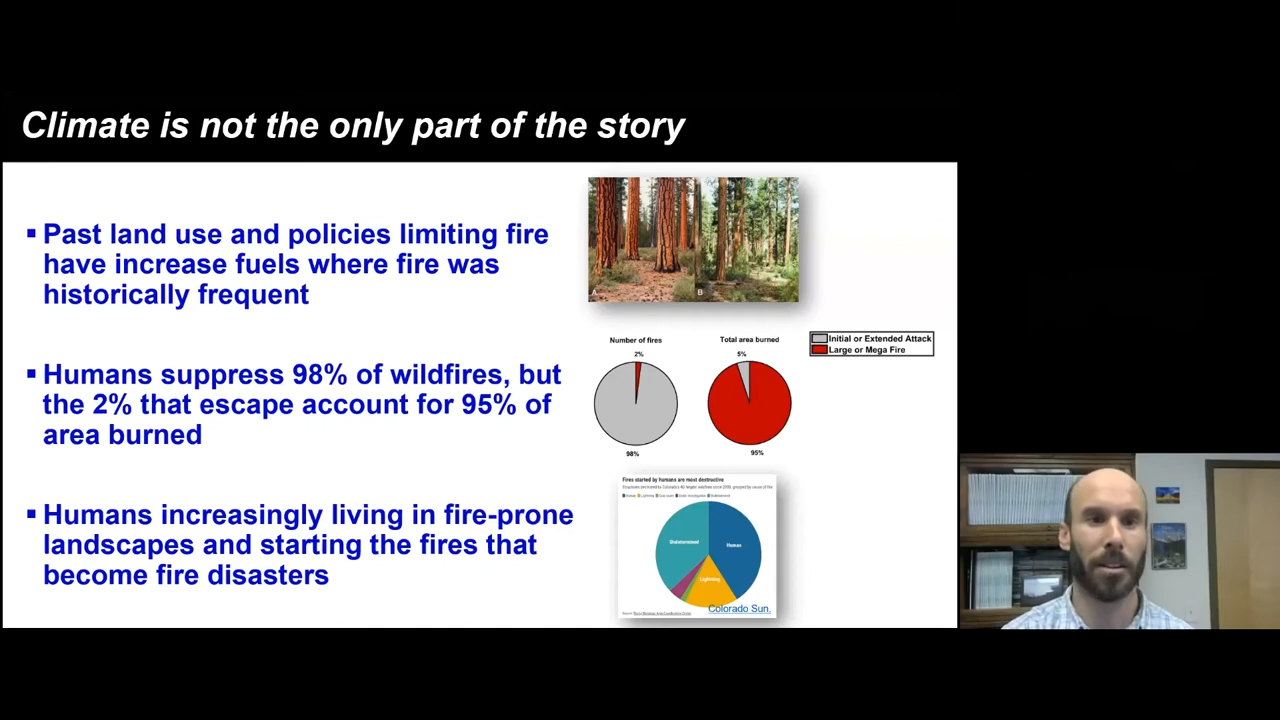 Climate is not the only part of the story
▪ Past land use and policies limiting fire
have increase fuels where fire was
historically frequent
▪ Humans suppress 98% of wildfires, but
the 2% that escape account for 95% of
area burned
▪ Humans increasingly living in fire-prone
landscapes and starting the fires that
become fire disasters
A
B
Number of fires
2%
98%
Total area burned
5%
95%
Initial or Extended Attack
Large or Mega Fire
Fires started by humans are most destructive
Undetermined
Human
Lightning
Colorado Sun.